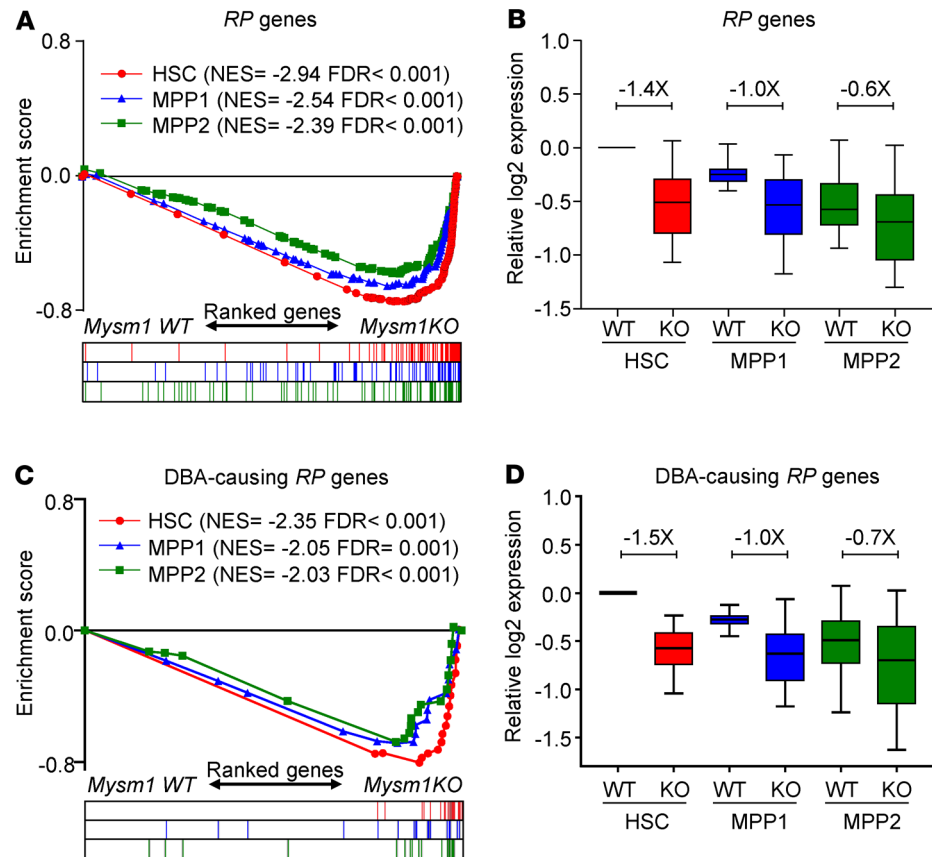 A
RP genes
0.8
0.0
-0.8
Enrichment score
HSC (NES= -2.94 FDR< 0.001)
MPP1 (NES= -2.54 FDR< 0.001)
MPP2 (NES= -2.39 FDR< 0.001)
Mysm1 WT
Ranked genes
Mysm1KO
B
RP genes
Relative log2 expression
1.0
0.5
0.0
-0.5
-1.0
-1.5
-1.4X
-1.0X
-0.6X
WT KO WT KO WT KO
HSC MPP1 MPP2
C
DBA-causing RP genes
0.8
0.0
-0.8
Enrichment score
HSC (NES= -2.35 FDR< 0.001)
MPP1 (NES= -2.05 FDR= 0.001)
MPP2 (NES= -2.03 FDR< 0.001)
Mysm1 WT
Ranked genes
Mysm1KO
D
DBA-causing RP genes
Relative log2 expression
1.0
0.5
0.0
-0.5
-1.0
-1.5
-1.5X
-1.0X
-0.7X
WT KO WT KO WT KO
HSC MPP1 MPP2